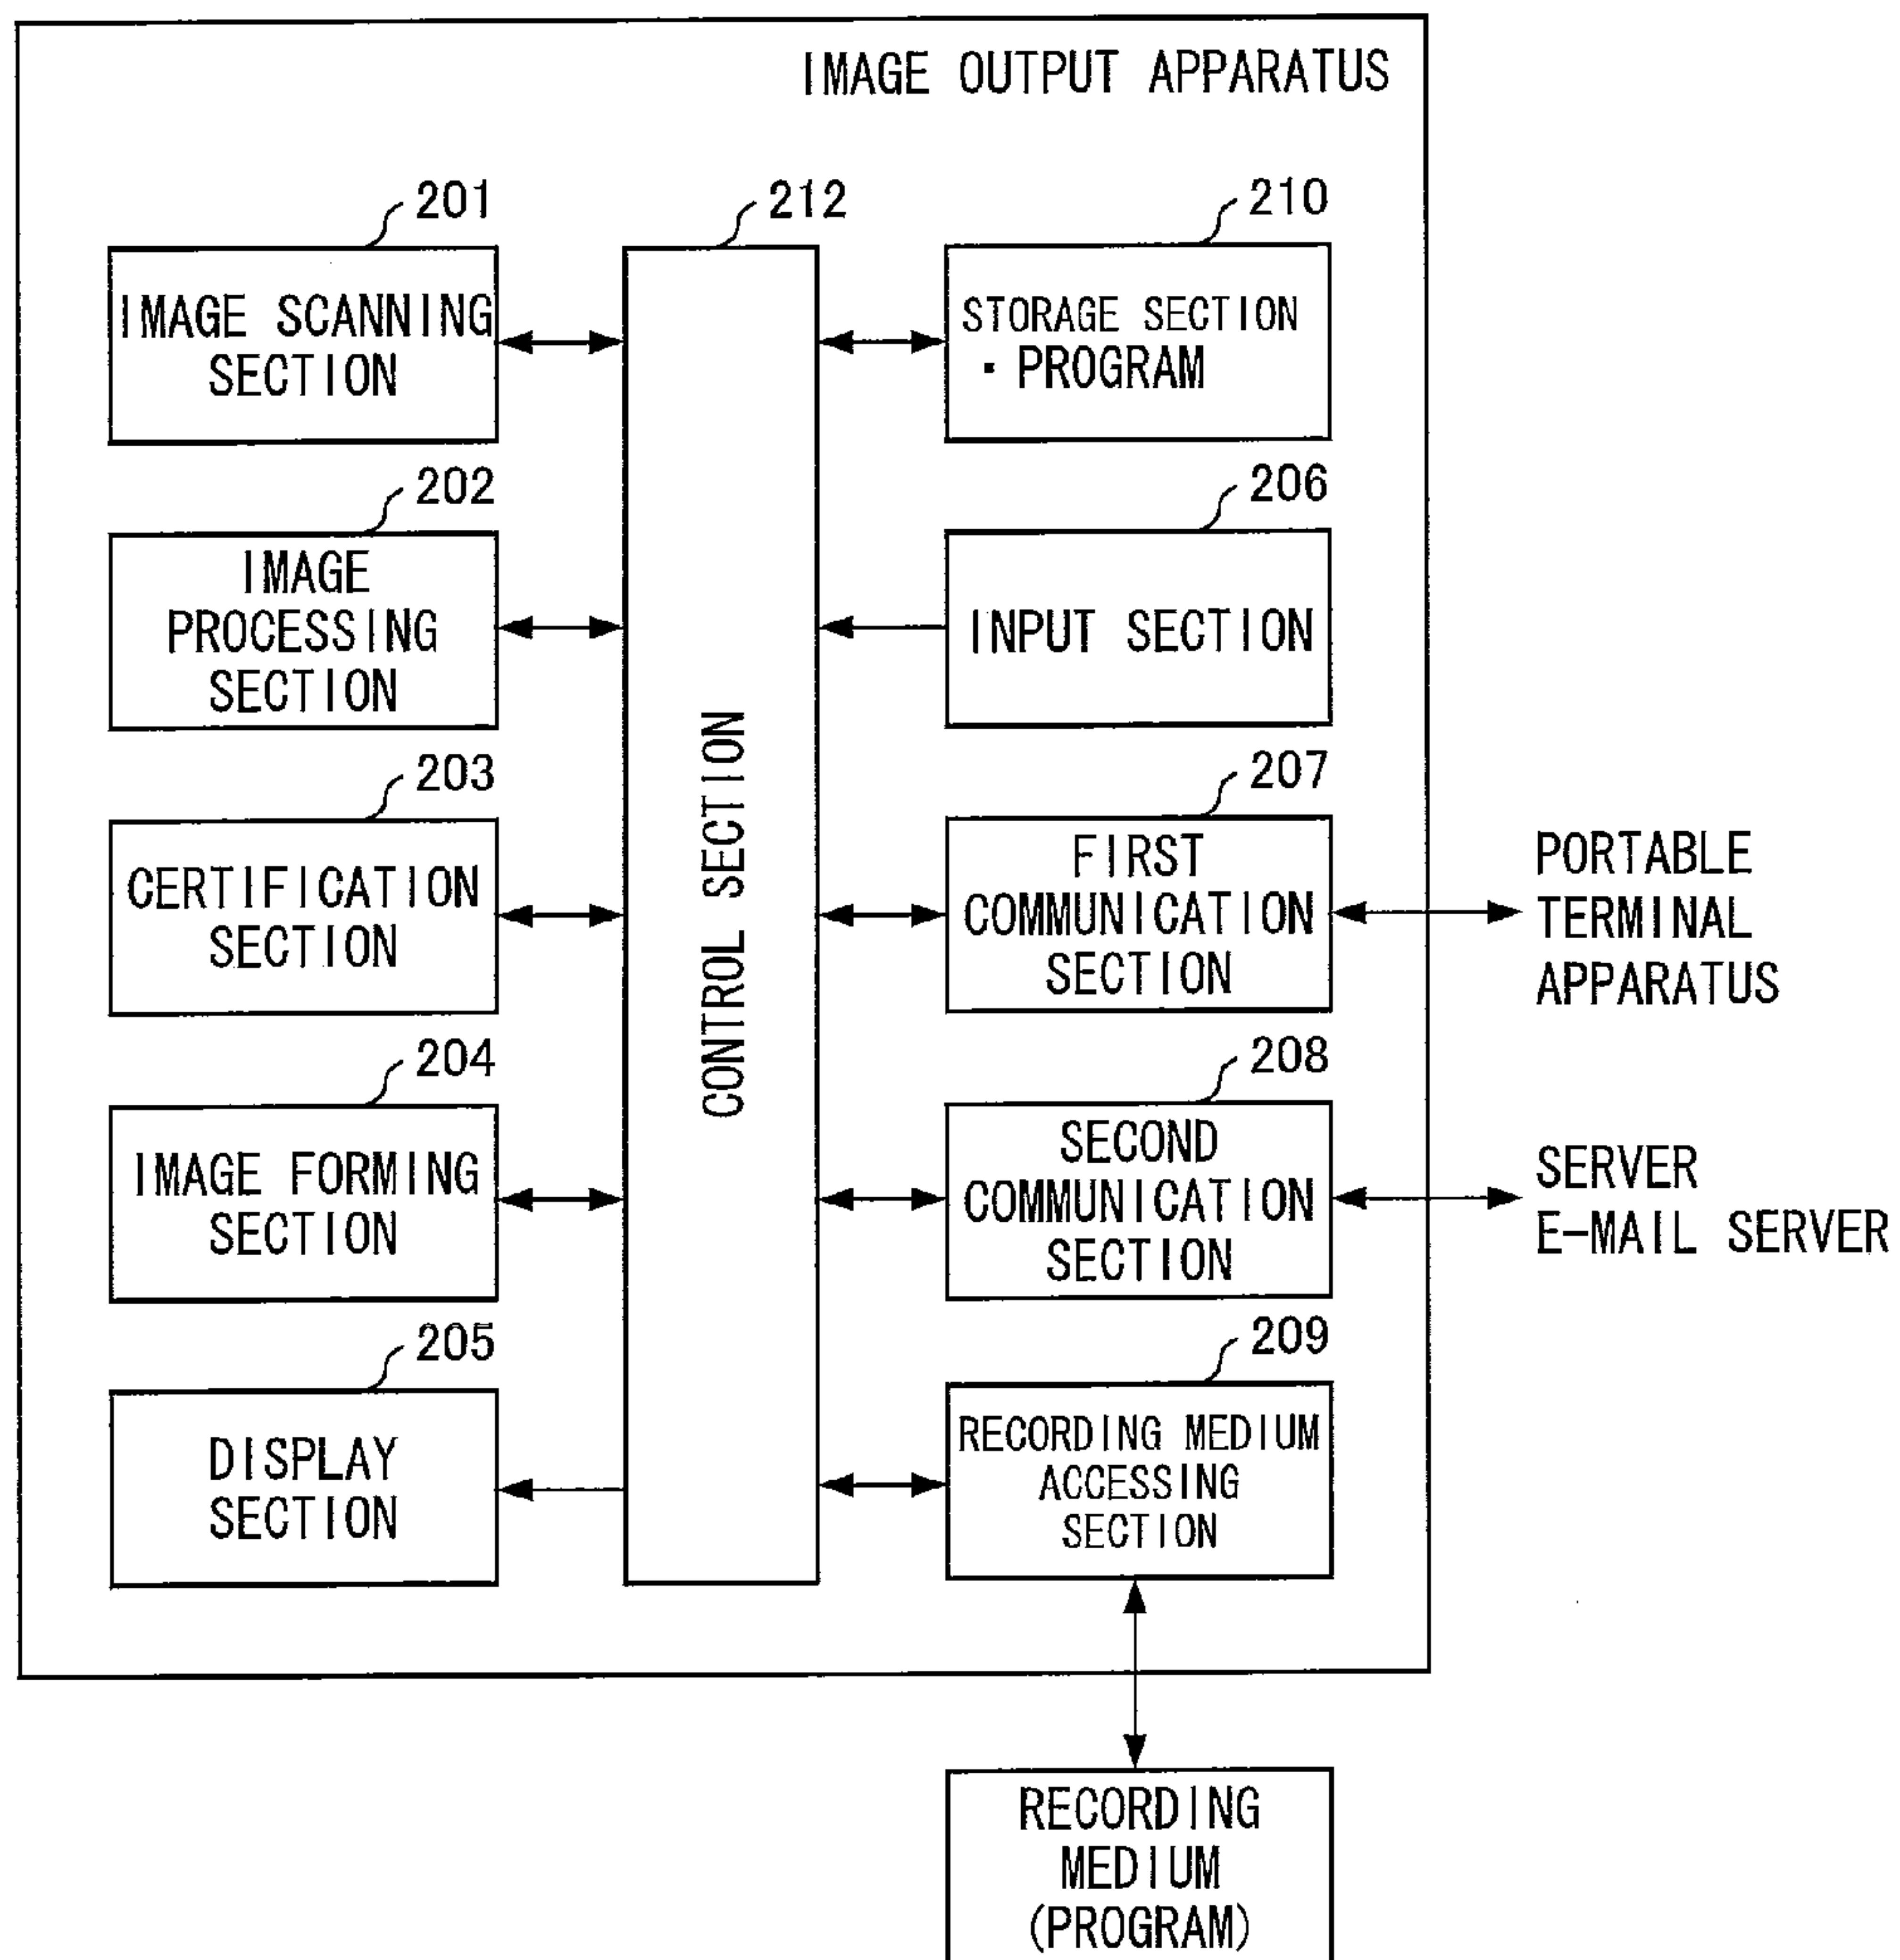 IMAGE OUTPUT APPARATUS
201
IMAGE SCANNING
SECTION
202
IMAGE
PROCESSING
SECTION
203
CERTIFICATION
SECTION
204
IMAGE FORMING
SECTION
205
DISPLAY
SECTION
212
CONTROL SECTION
210
STORAGE SECTION
・PROGRAM
206
INPUT SECTION
207
FIRST
COMMUNICATION
SECTION
PORTABLE
TERMINAL
APPARATUS
208
SECOND
COMMUNICATION
SECTION
SERVER
E-MAIL SERVER
209
RECORDING MEDIUM
ACCESSING
SECTION
RECORDING
MEDIUM
(PROGRAM)